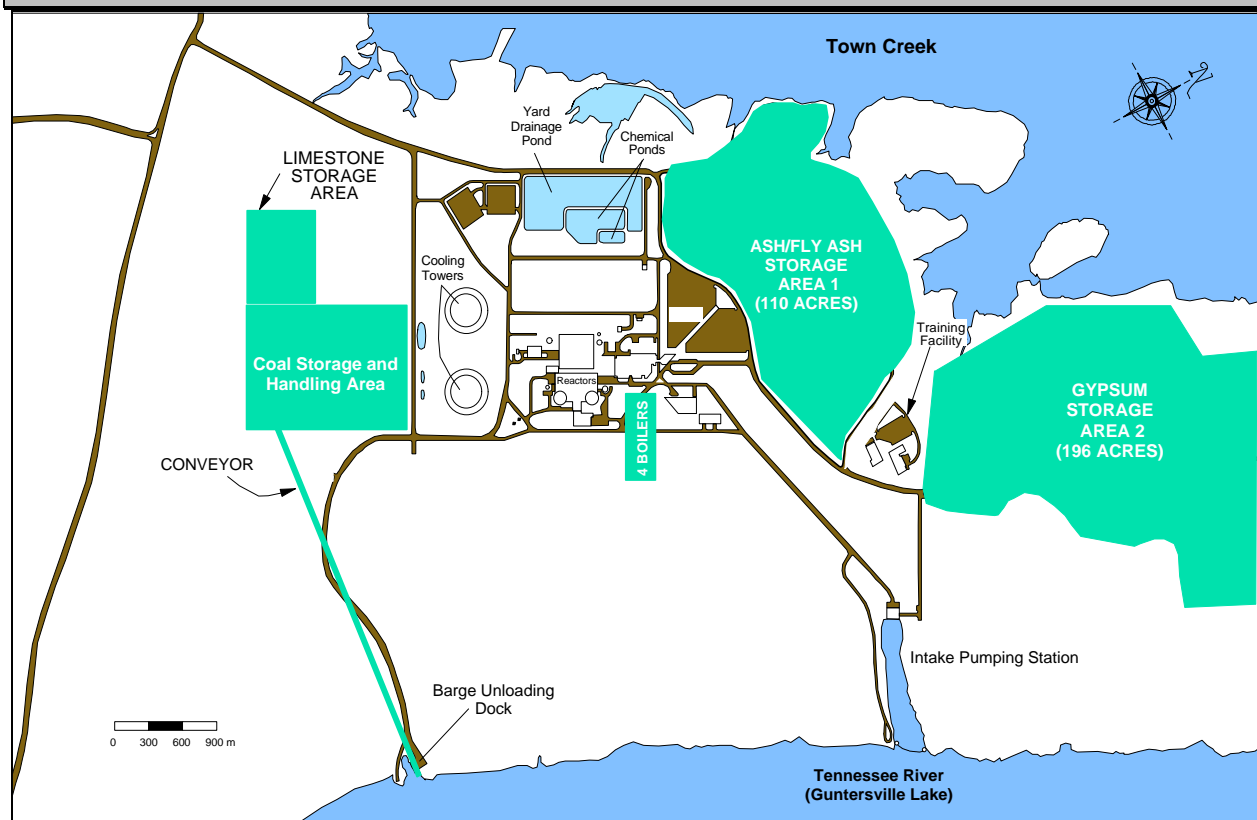 Town Creek
N
Yard
Drainage
Pond
Chemical
Ponds
LIMESTONE
STORAGE
AREA
ASH/FLY ASH
STORAGE
AREA 1
(110 ACRES)
Cooling
Towers
Training
Facility
Coal Storage and
Handling Area
Reactors
4 BOILERS
GYPSUM
STORAGE
AREA 2
(196 ACRES)
CONVEYOR
Intake Pumping Station
Barge Unloading
Dock
0 300 600 900 m
Tennessee River
(Guntersville Lake)